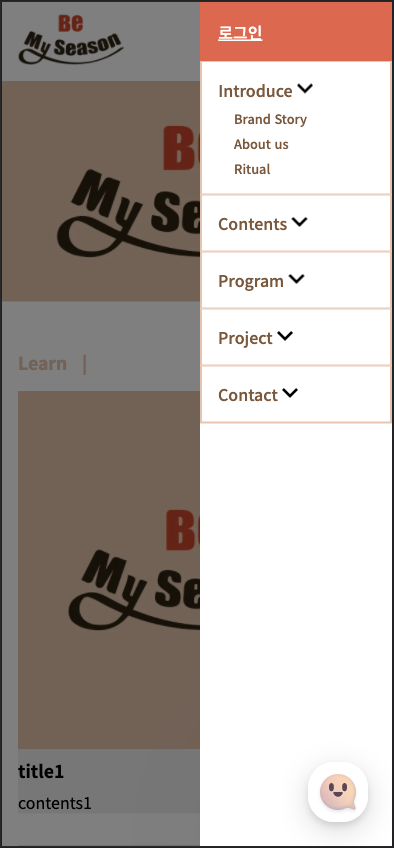 Be
My Season
로그인
Introduce
Brand Story
About us
Ritual
Contents
Program
Project
Contact
Be
My Se
Learn |
Be
My Se
title1
contents1